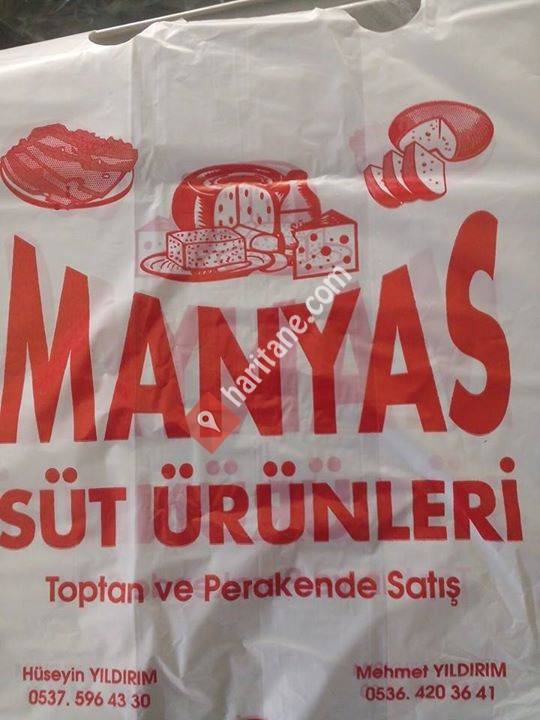 MANYAS
haritane.com
SÜT ÜRÜNLERİ
Toptan ve Perakende Satış
Hüseyin YILDIRIM
0537. 596 43 30
Mehmet YILDIRIM
0536. 420 36 41